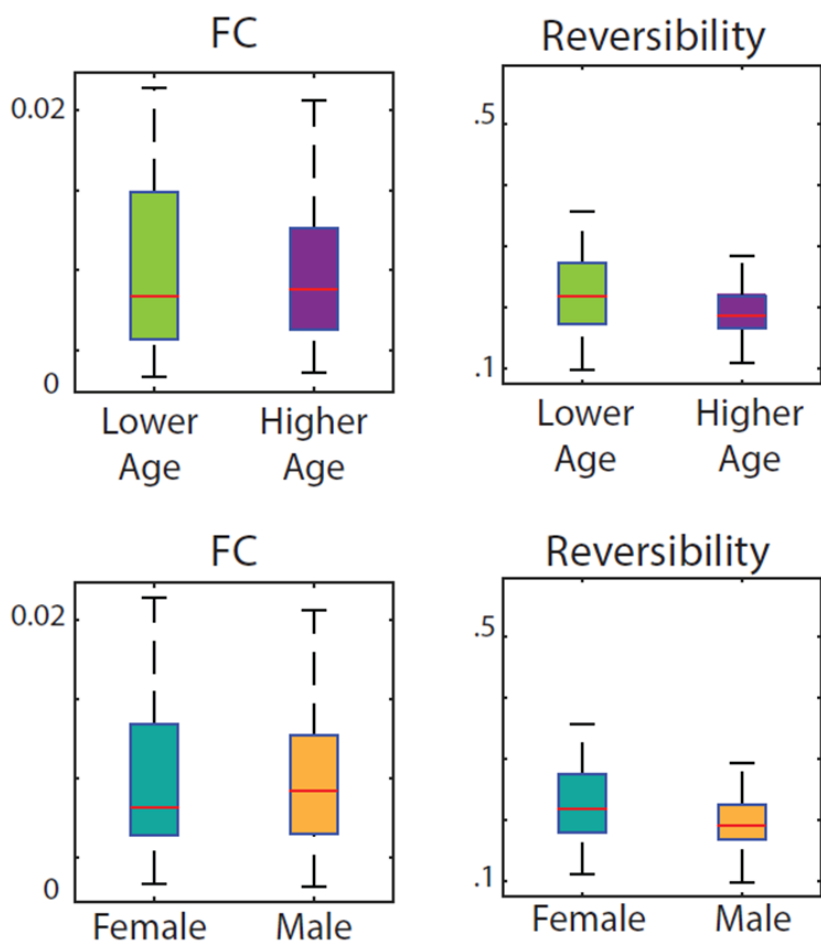 FC
Reversibility
0.02
0
.5
.1
Lower
Age
Higher
Age
Lower
Age
Higher
Age
FC
Reversibility
0.02
0
.5
.1
Female
Male
Female
Male